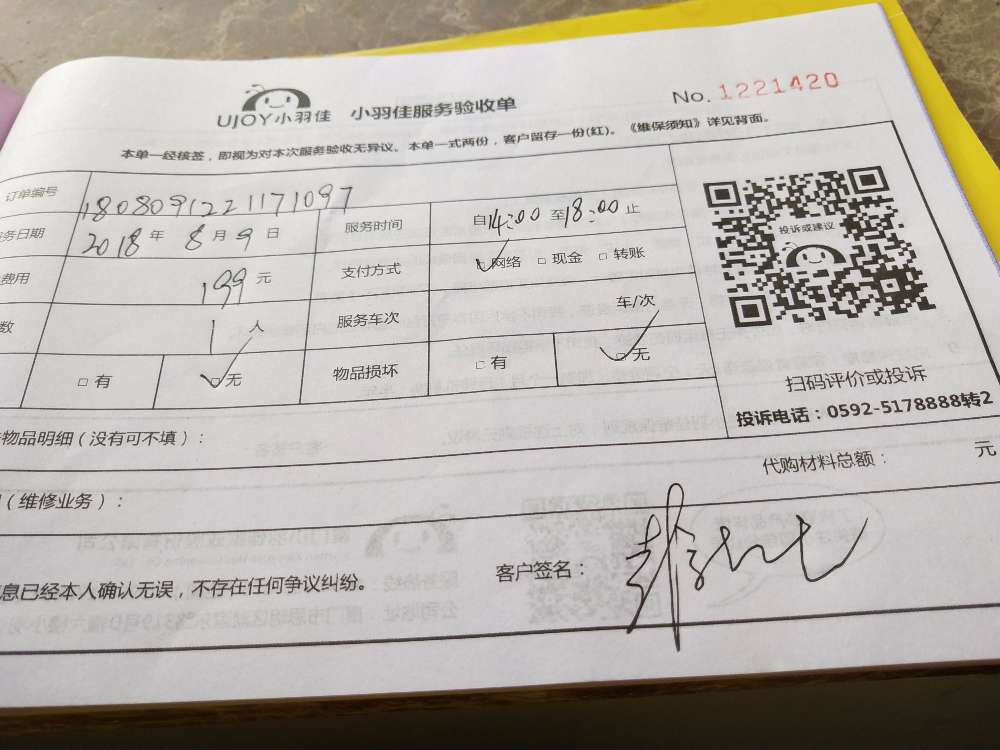 UJOY小羽佳 小羽佳服务验收单 No. 1221420
本单一经核签，即视为对本次服务验收无异议。本单一式两份，客户留存一份(红)。《维保须知》详见背面。
订单编号 1808091221171097
务日期 2018 年 8 月 9 日 服务时间 自14:00 至18:00 止
费用 199 元 支付方式 ☑网络 □现金 □转账
数 1 人 服务车次 车/次
□有 ☑无 物品损坏 □有 ☑无
投诉或建议
扫码评价或投诉
投诉电话：0592-5178888转2
物品明细（没有可不填）：
代购材料总额： 元
（维修业务）：
息已经本人确认无误，不存在任何争议纠纷。 客户签名：